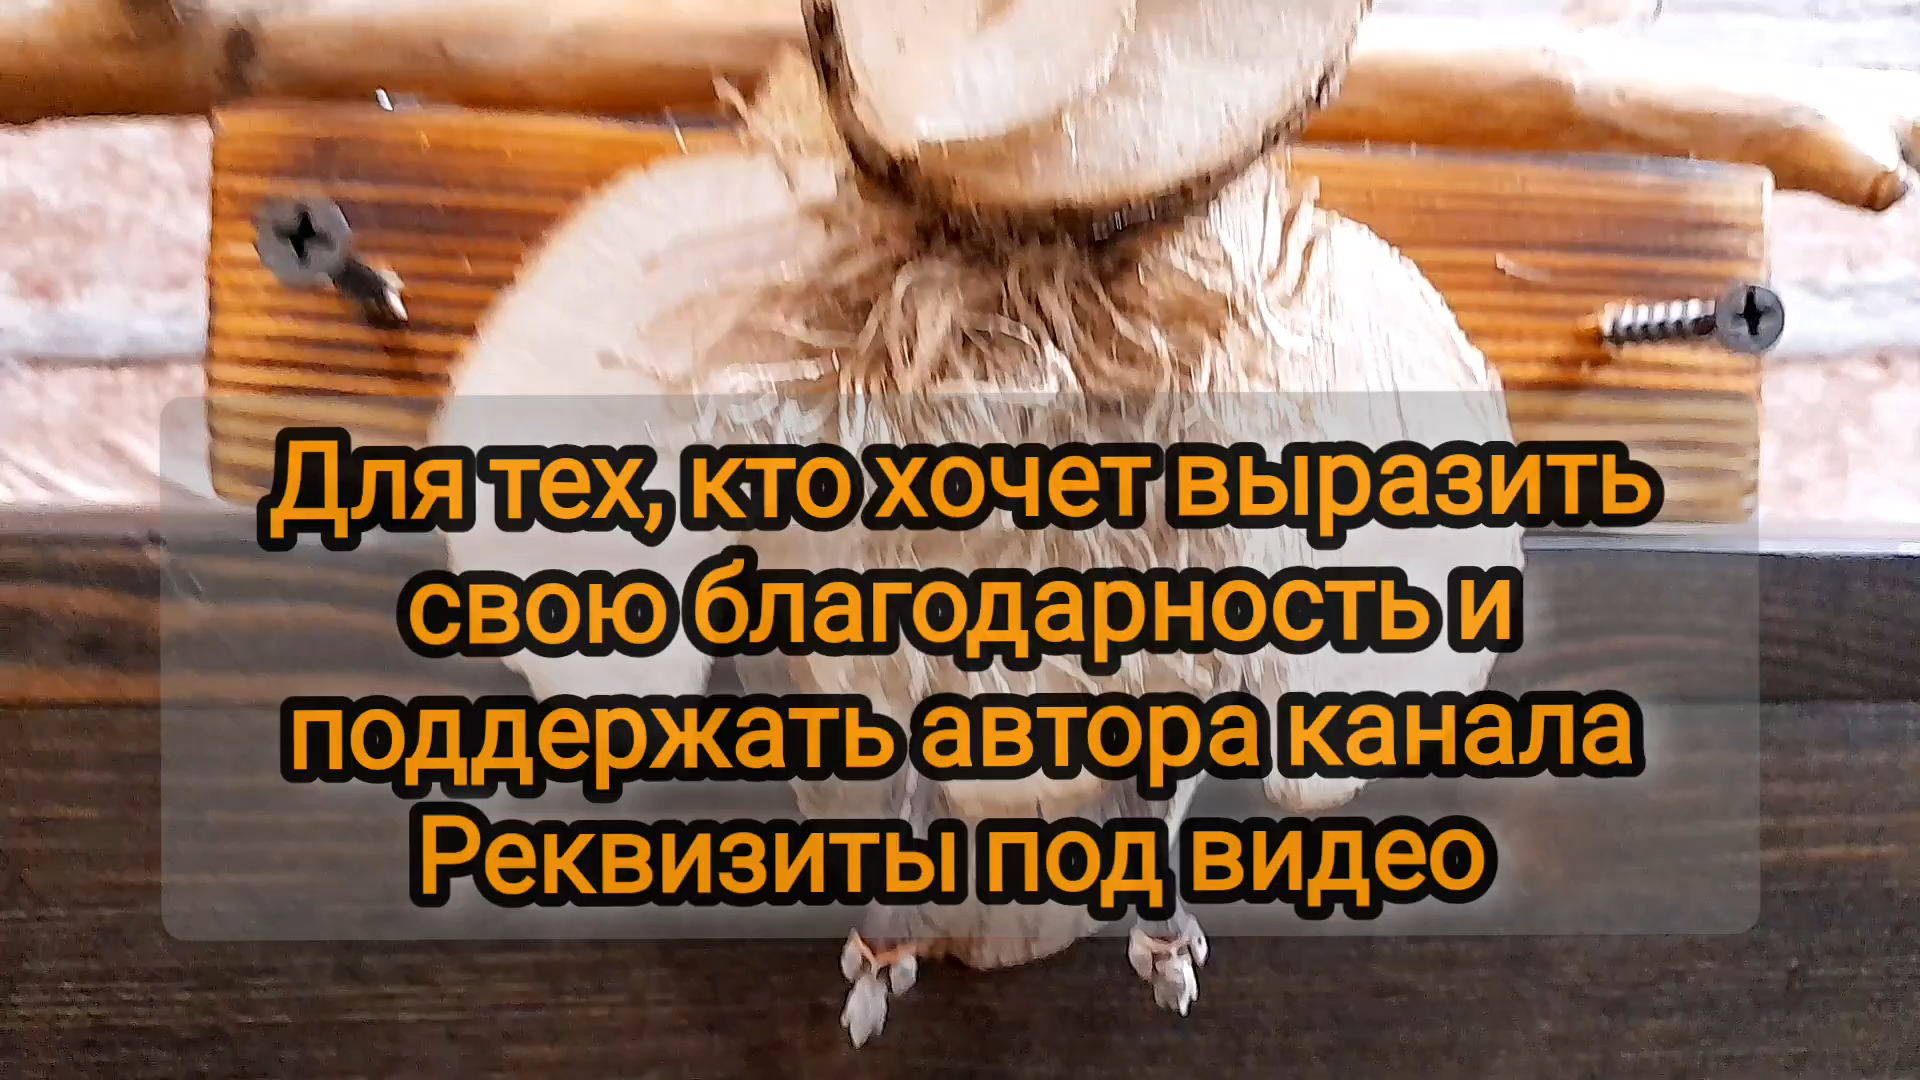 Для тех, кто хочет выразить
свою благодарность и
поддержать автора канала
Реквизиты под видео